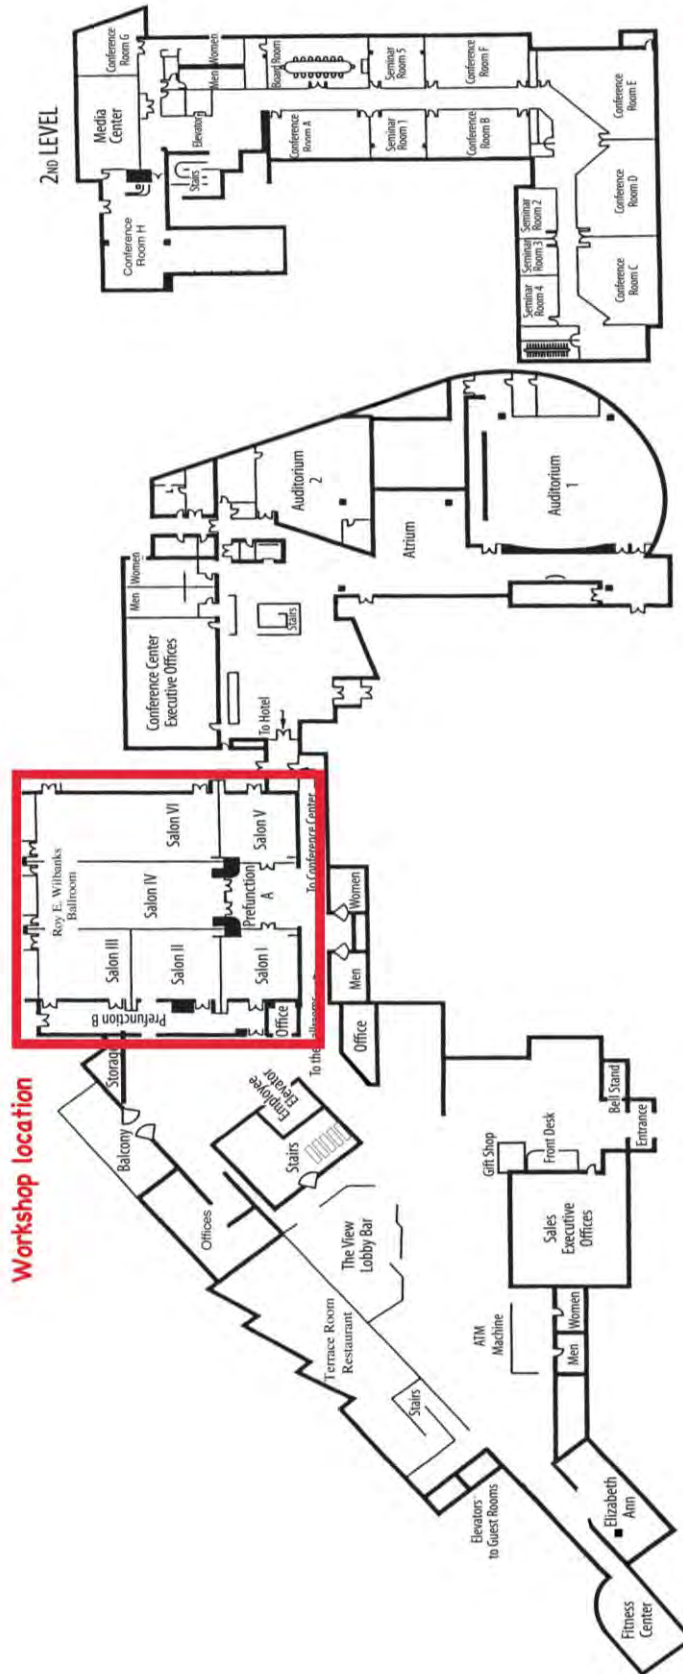 Workshop location
2ND LEVEL
Conference
Room G
Media
Center
Conference
Room H
Men
Women
Elevator
Stairs
Board Room
Conference
Room A
Seminar
Room 5
Seminar
Room 1
Conference
Room F
Conference
Room B
Conference
Room E
Conference
Room D
Conference
Room C
Seminar
Room 2
Seminar
Room 3
Seminar
Room 4
Auditorium
2
Atrium
Auditorium
1
Men
Women
Conference Center
Executive Offices
Stairs
To Hotel
Roy E. Wilbanks
Ballroom
Salon VI
Salon V
Salon IV
Prefunction
A
Salon III
Salon II
Salon I
Prefunction B
Office
To Conference Center
To the
Women
Men
Office
Storage
Balcony
Employee
Elevator
Stairs
Offices
The View
Lobby Bar
Terrace Room
Restaurant
Stairs
Gift Shop
Front Desk
Bell Stand
Entrance
Sales
Executive
Offices
ATM
Machine
Women
Men
Elevators
to Guest Rooms
Elizabeth
Ann
Fitness
Center